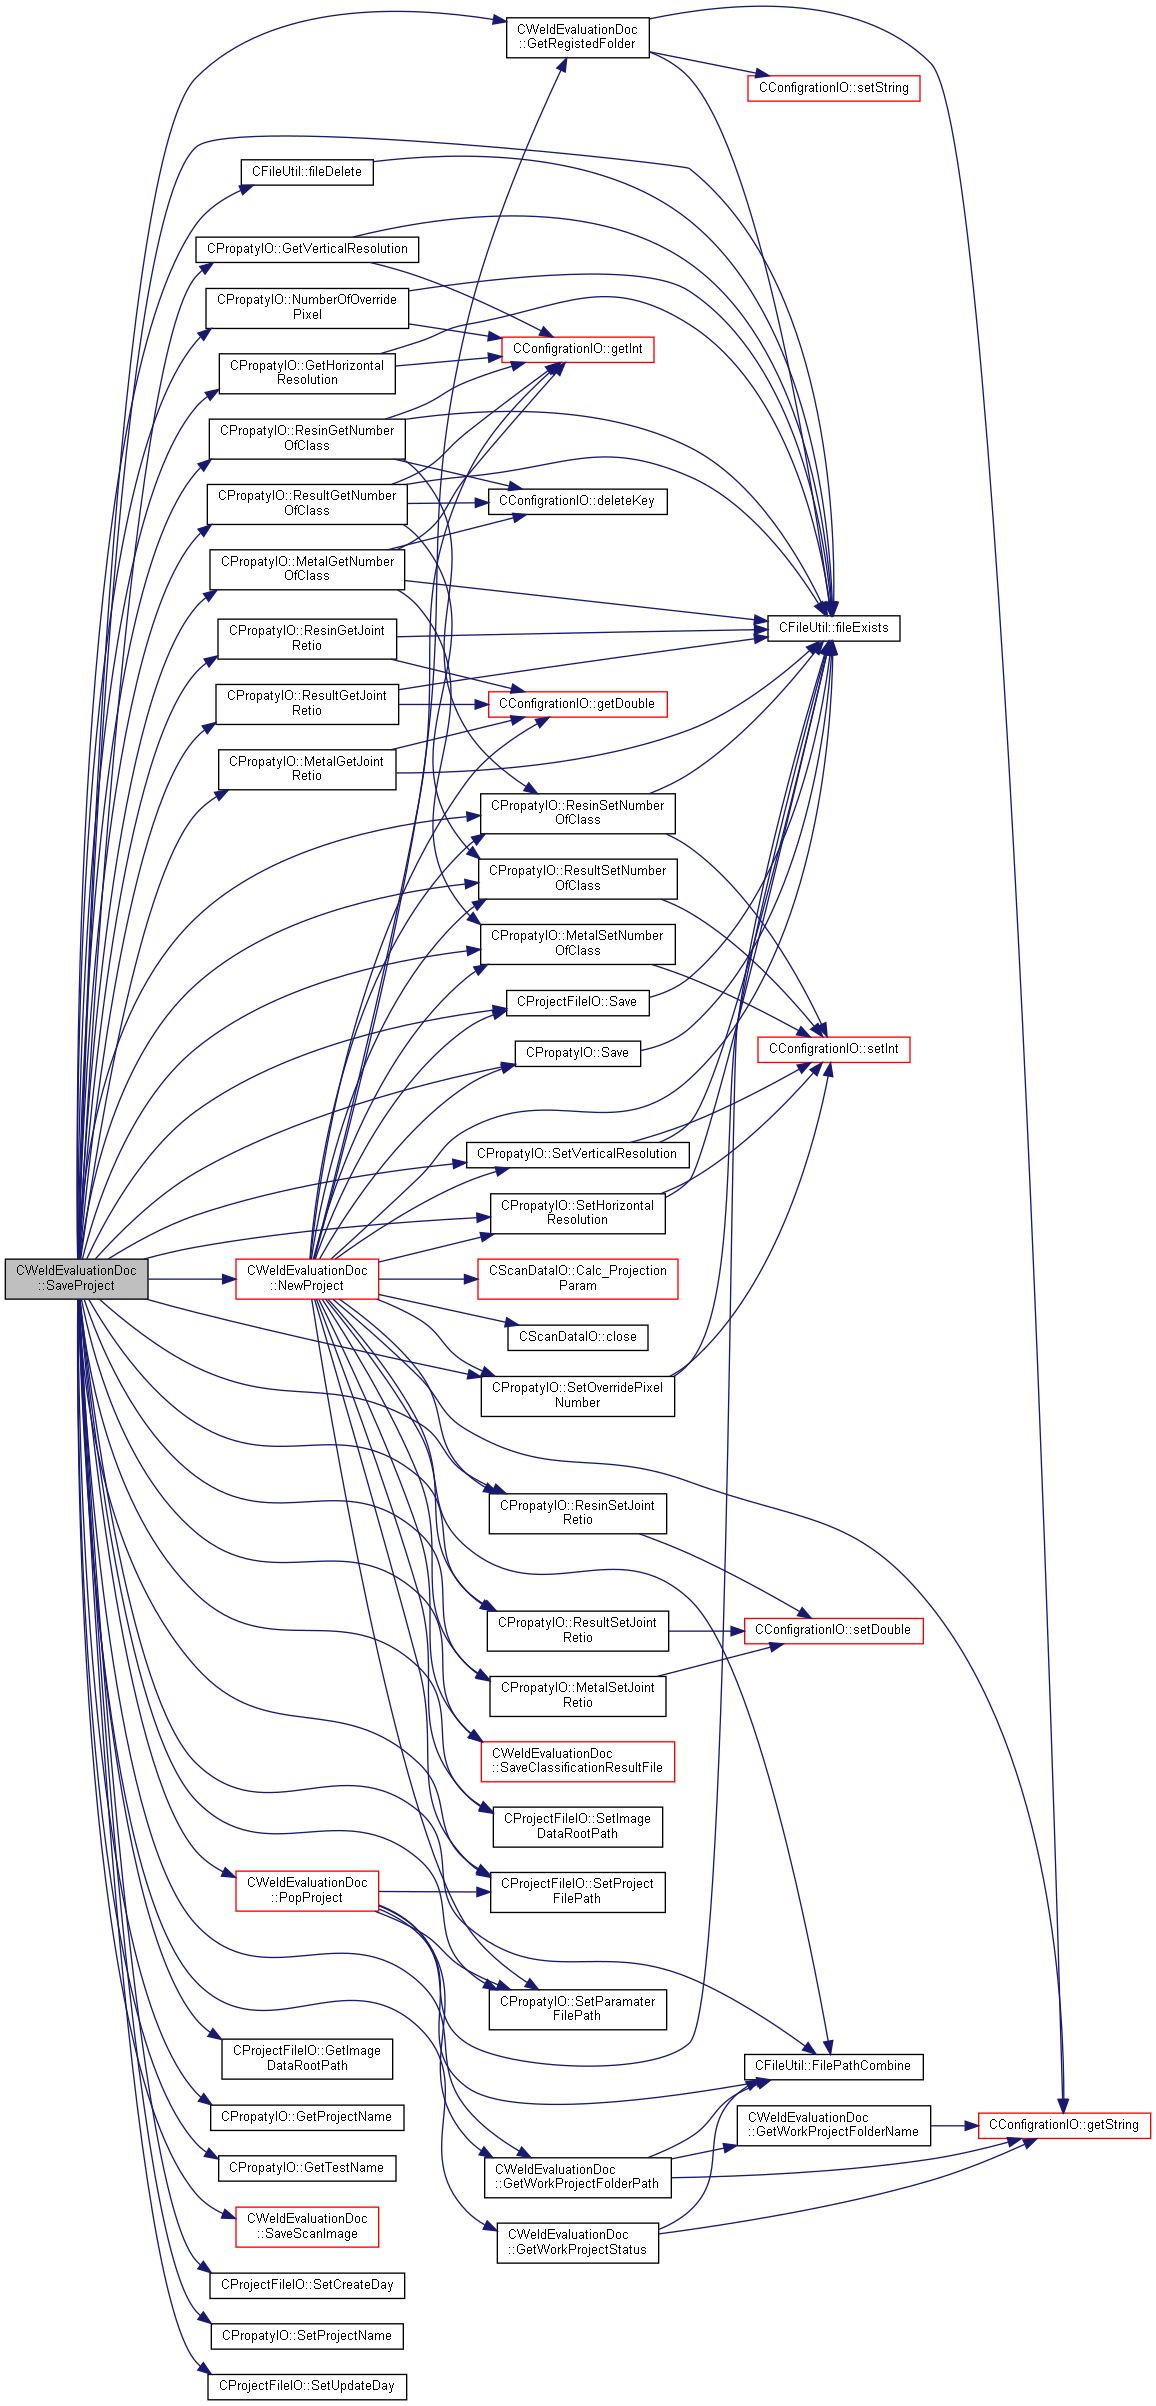 CWeldEvaluationDoc
::GetRegistedFolder
CConfigrationIO::setString
CFileUtil::fileDelete
CPropatyIO::GetVerticalResolution
CPropatyIO::NumberOfOverride
Pixel
CConfigrationIO::getInt
CPropatyIO::GetHorizontal
Resolution
CPropatyIO::ResinGetNumber
OfClass
CPropatyIO::ResultGetNumber
OfClass
CConfigrationIO::deleteKey
CPropatyIO::MetalGetNumber
OfClass
CPropatyIO::ResinGetJoint
Retio
CFileUtil::fileExists
CPropatyIO::ResultGetJoint
Retio
CConfigrationIO::getDouble
CPropatyIO::MetalGetJoint
Retio
CPropatyIO::ResinSetNumber
OfClass
CPropatyIO::ResultSetNumber
OfClass
CPropatyIO::MetalSetNumber
OfClass
CProjectFileIO::Save
CPropatyIO::Save
CConfigrationIO::setInt
CPropatyIO::SetVerticalResolution
CPropatyIO::SetHorizontal
Resolution
CWeldEvaluationDoc
::SaveProject
CWeldEvaluationDoc
::NewProject
CScanDataIO::Calc_Projection
Param
CScanDataIO::close
CPropatyIO::SetOverridePixel
Number
CPropatyIO::ResinSetJoint
Retio
CPropatyIO::ResultSetJoint
Retio
CConfigrationIO::setDouble
CPropatyIO::MetalSetJoint
Retio
CWeldEvaluationDoc
::SaveClassificationResultFile
CProjectFileIO::SetImage
DataRootPath
CWeldEvaluationDoc
::PopProject
CProjectFileIO::SetProject
FilePath
CPropatyIO::SetParamater
FilePath
CProjectFileIO::GetImage
DataRootPath
CFileUtil::FilePathCombine
CPropatyIO::GetProjectName
CWeldEvaluationDoc
::GetWorkProjectFolderName
CConfigrationIO::getString
CPropatyIO::GetTestName
CWeldEvaluationDoc
::GetWorkProjectFolderPath
CWeldEvaluationDoc
::SaveScanImage
CWeldEvaluationDoc
::GetWorkProjectStatus
CProjectFileIO::SetCreateDay
CPropatyIO::SetProjectName
CProjectFileIO::SetUpdateDay